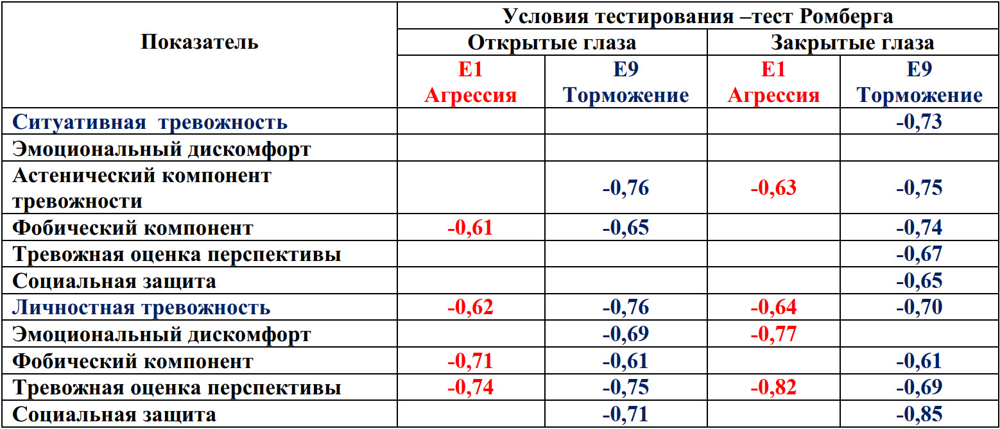 Показатель
Условия тестирования –тест Ромберга
Открытые глаза
Закрытые глаза
E1
Агрессия
E9
Торможение
E1
Агрессия
E9
Торможение
Ситуативная тревожность
-0,73
Эмоциональный дискомфорт
Астенический компонент
тревожности
-0,76
-0,63
-0,75
Фобический компонент
-0,61
-0,65
-0,74
Тревожная оценка перспективы
-0,67
Социальная защита
-0,65
Личностная тревожность
-0,62
-0,76
-0,64
-0,70
Эмоциональный дискомфорт
-0,69
-0,77
Фобический компонент
-0,71
-0,61
-0,61
Тревожная оценка перспективы
-0,74
-0,75
-0,82
-0,69
Социальная защита
-0,71
-0,85